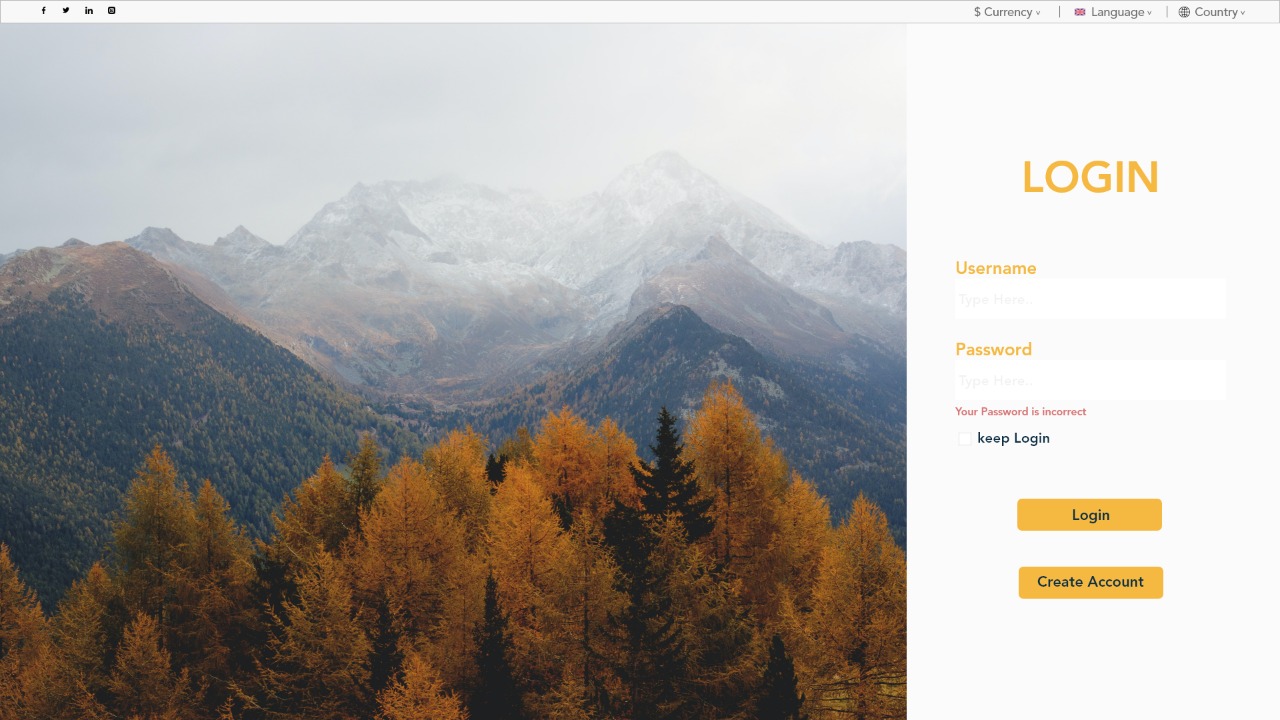 $ Currency
Language
Country
LOGIN
Username
Type Here..
Password
Type Here..
Your Password is incorrect
keep Login
Login
Create Account